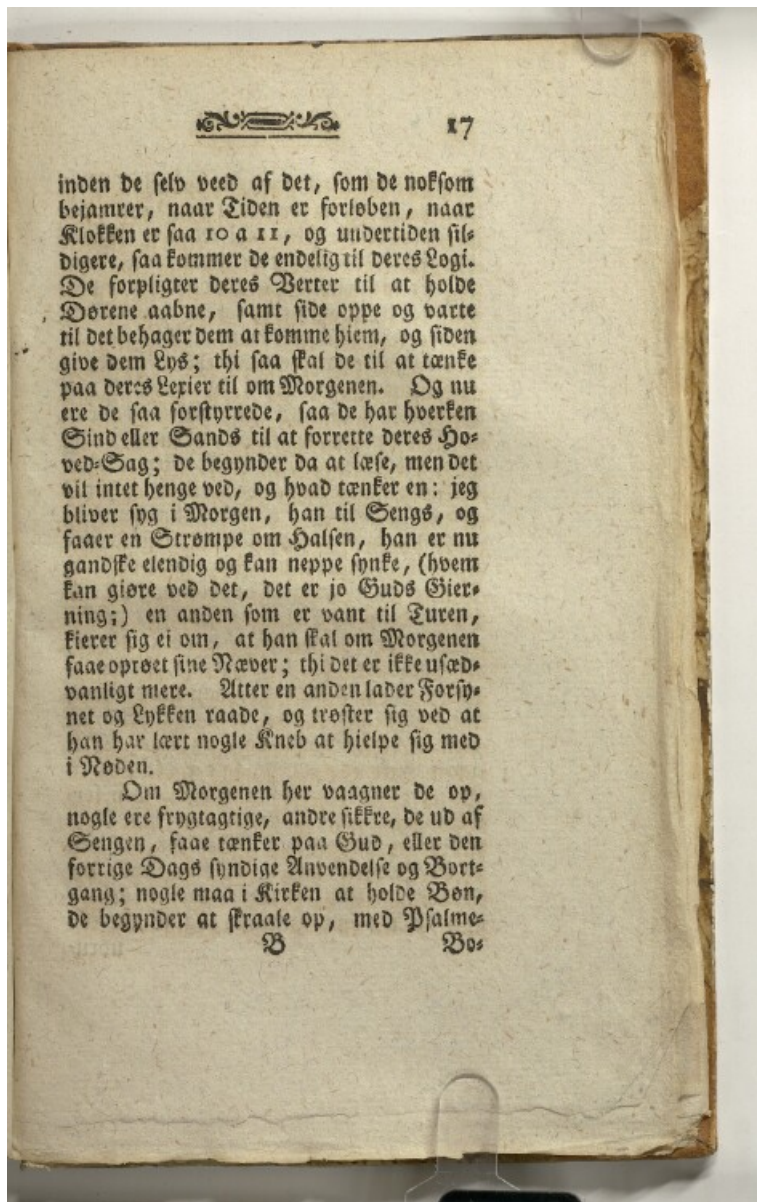 17
inden de selv veed af det, som de noksom
bejamrer, naar Tiden er forløben, naar
Klokken er saa 10 a 11, og undertiden sil-
digere, saa kommer de endelig til deres Logi.
De forpligter deres Verter til at holde
Dørene aabne, samt side oppe og varte
til det behager dem at komme hiem, og siden
give dem Lys; thi saa skal de til at tænke
paa deres Lexier til om Morgenen. Og nu
ere de saa forstyrrede, saa de har hverken
Sind eller Sands til at forrette deres Ho-
ved-Sag; de begynder da at læse, men det
vil intet henge ved, og hvad tænker en: jeg
bliver syg i Morgen, han til Sengs, og
faaer en Strømpe om Halsen, han er nu
gandske elendig og kan neppe synke, (hvem
kan giøre ved det, det er jo Guds Gier-
ning;) en anden som er vant til Turen,
kierer sig ei om, at han skal om Morgenen
faae optøet sine Næver; thi det er ikke usæd-
vanligt mere. Atter en anden lader Forsy-
net og Lykken raade, og trøster sig ved at
han har lært nogle Kneb at hielpe sig med
i Nøden.
Om Morgenen her vaagner de op,
nogle ere frygtagtige, andre sikkre, de ud af
Sengen, faae tænker paa Gud, eller den
forrige Dags syndige Anvendelse og Bort-
gang; nogle maa i Kirken at holde Bøn,
de begynder at skraale op, med Psalme-
B Bo-